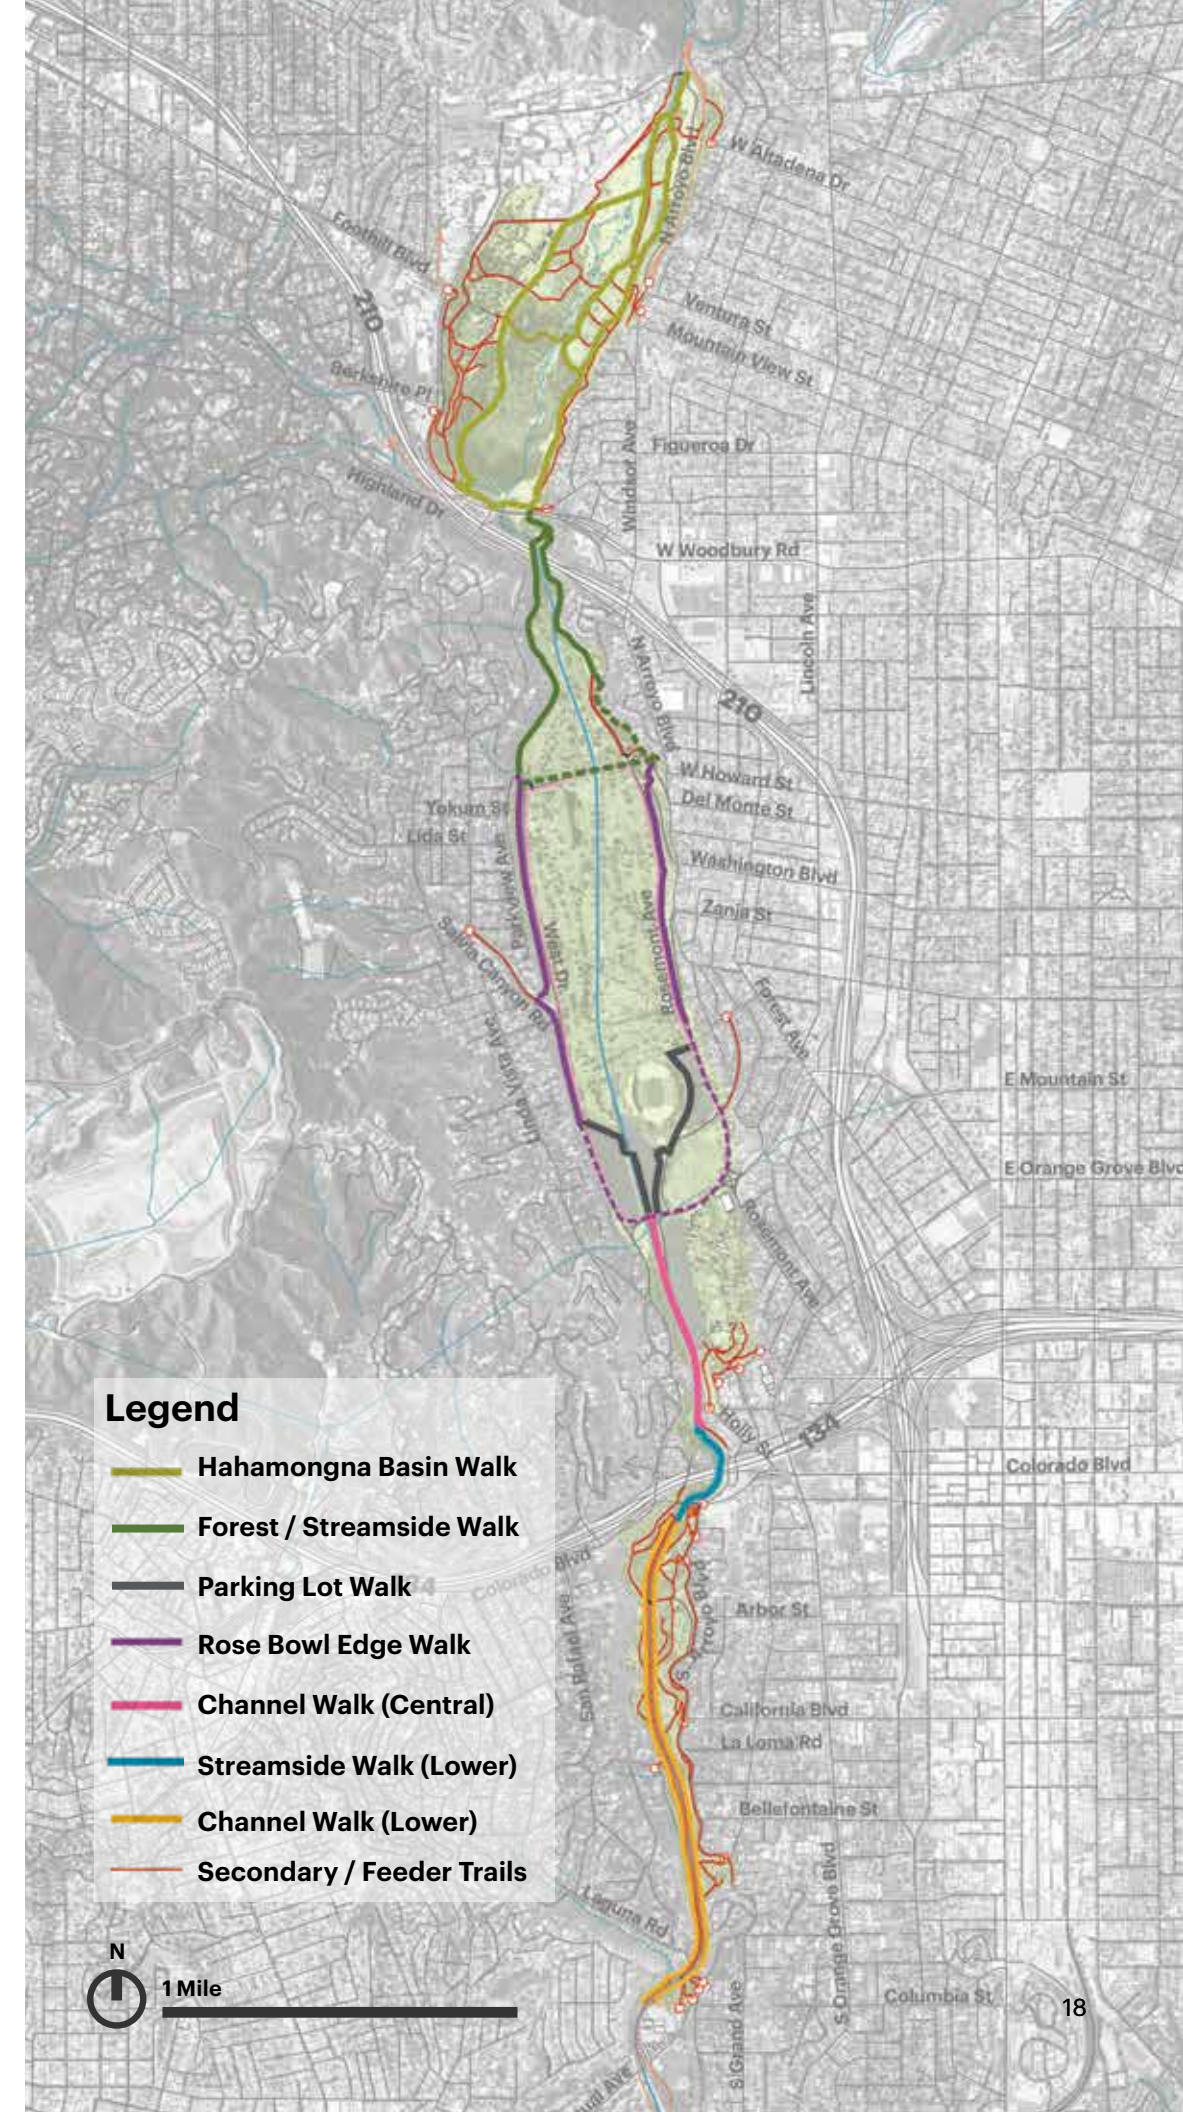 W Altadena Dr
N Arroyo Blvd
Foothill Blvd
210
Ventura St
Mountain View St
Berkshire Pl
Windsor Ave
Figueroa Dr
Highland Dr
W Woodbury Rd
Lincoln Ave
N Arroyo Blvd
210
W Howard St
Del Monte St
Yokum St
Lida St
Washington Blvd
Parkview Ave
Zanja St
Rosemont Ave
West Dr
Salvia Canyon Rd
Forest Ave
Linda Vista Ave
E Mountain St
E Orange Grove Blvd
Rosemont Ave
Holly St
134
Colorado Blvd
Legend
Hahamongna Basin Walk
Forest / Streamside Walk
Parking Lot Walk
Rose Bowl Edge Walk
Channel Walk (Central)
Streamside Walk (Lower)
Channel Walk (Lower)
Secondary / Feeder Trails
Colorado Blvd
San Rafael Ave
S. Arroyo Blvd
Arbor St
California Blvd
La Loma Rd
Bellefontaine St
S Orange Grove Blvd
Laguna Rd
N
1 Mile
Columbia St
S Grand Ave
18